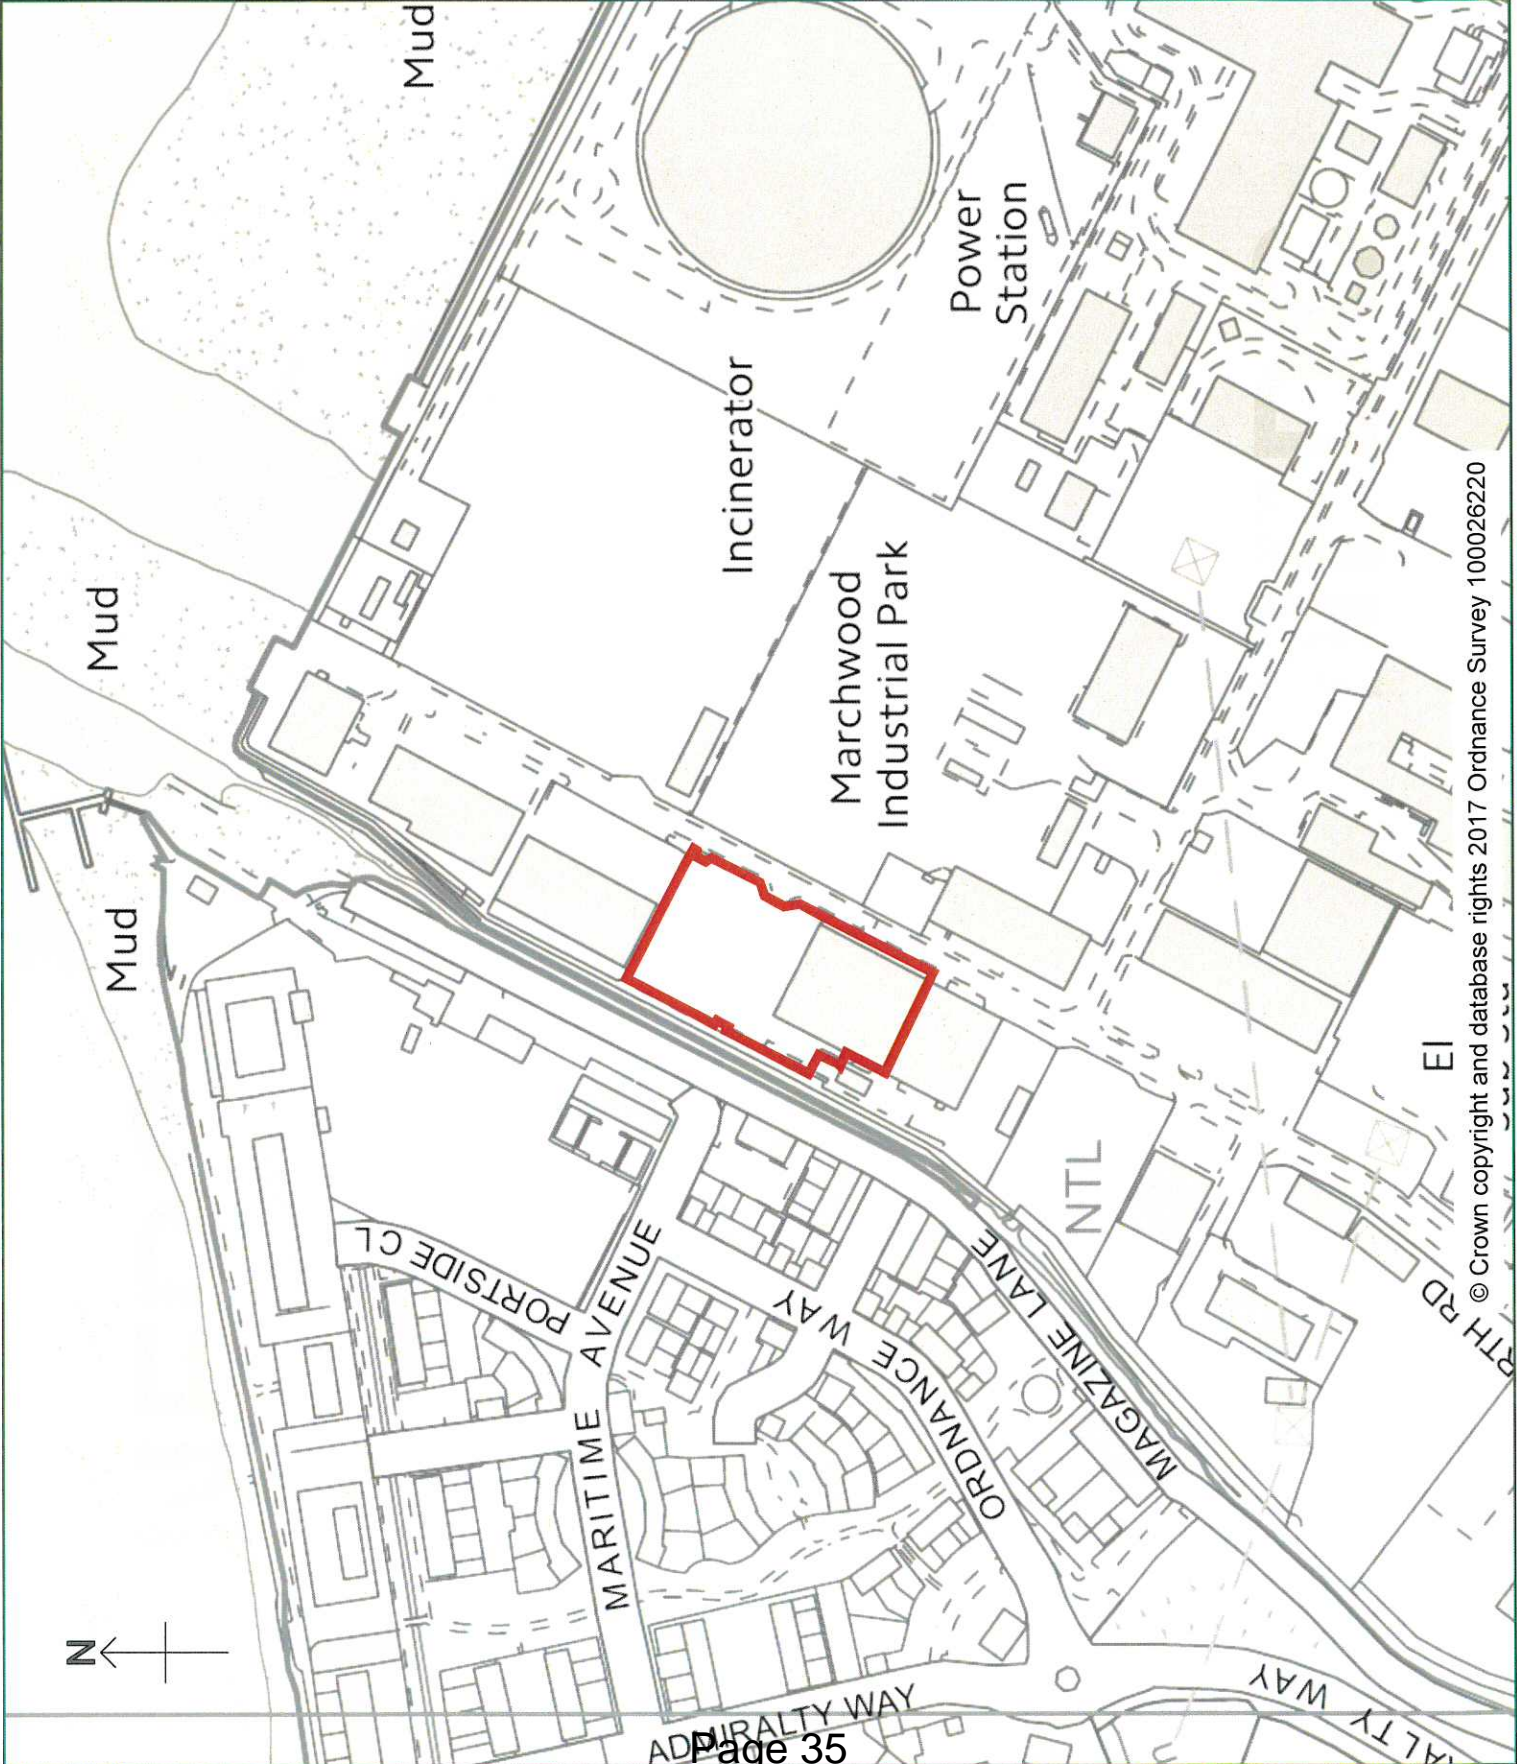 Mud
Mud
Mud
N
Incinerator
Power
Station
Marchwood
Industrial Park
PORTSIDE CL
MARITIME AVENUE
ORDNANCE WAY
MAGAZINE LANE
NTL
El
RTH RD
ADMIRALTY WAY
ALTY WAY
© Crown copyright and database rights 2017 Ordnance Survey 100026220
Page 35